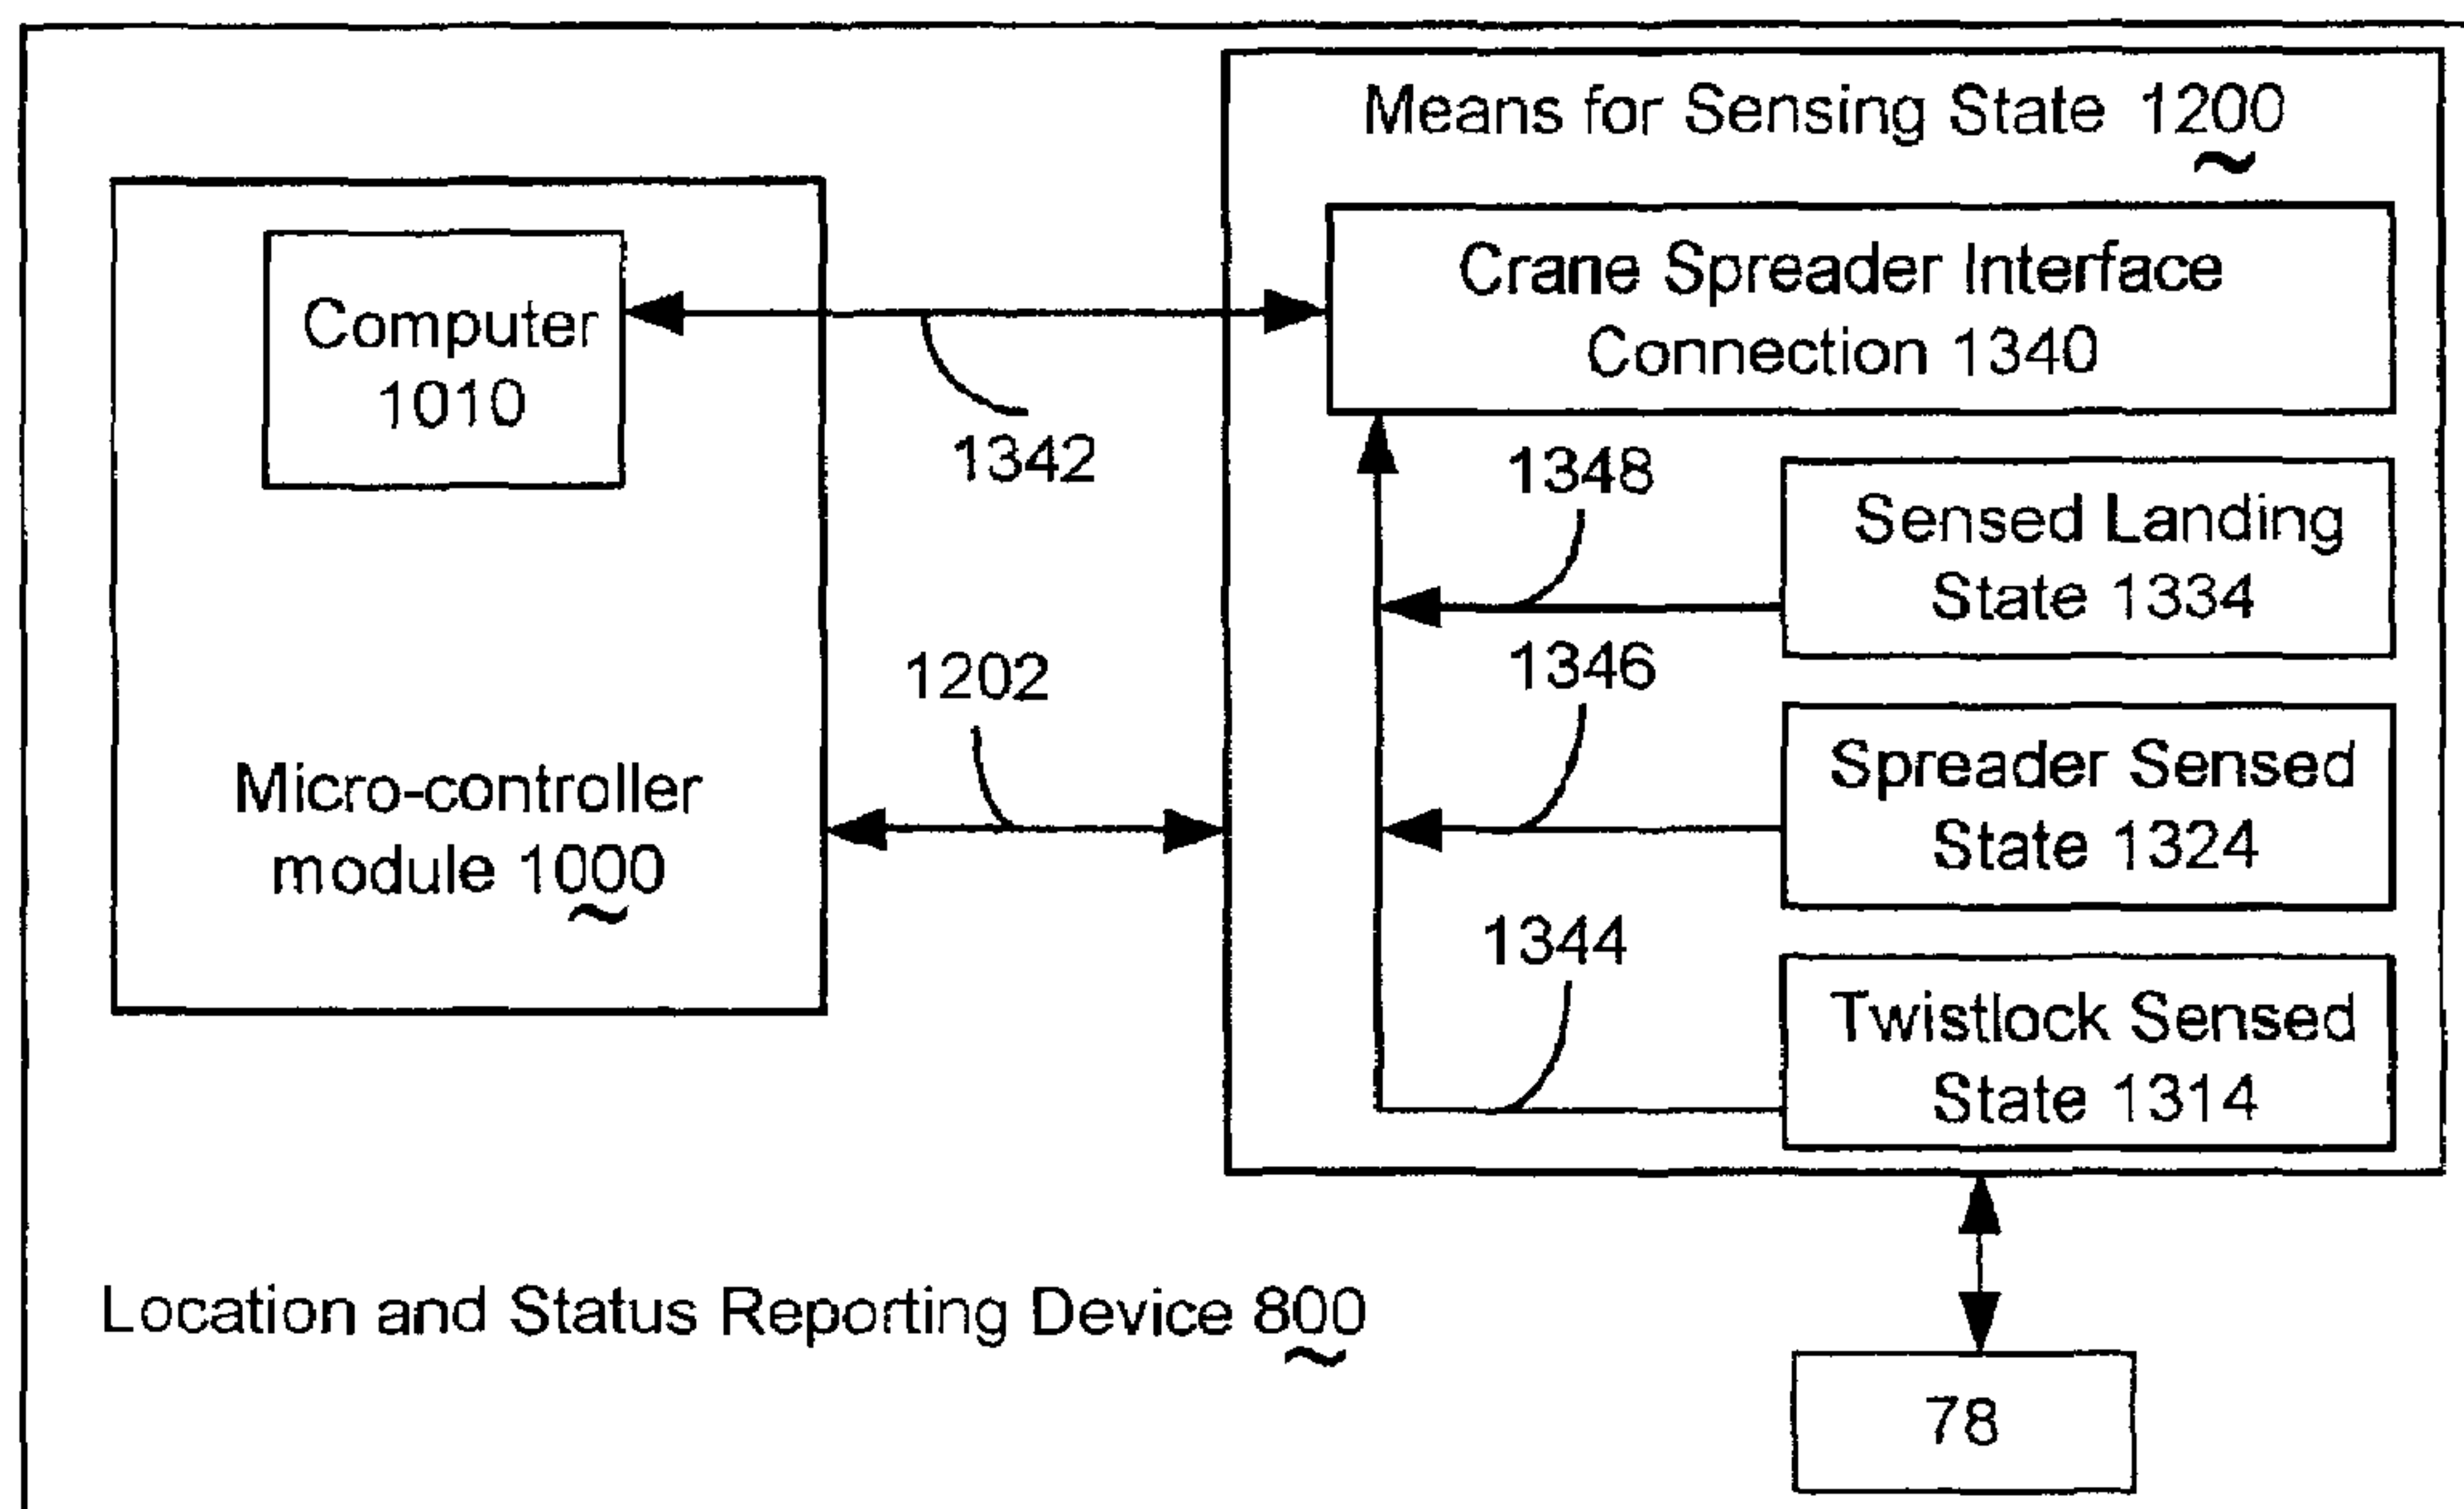 Means for Sensing State 1200
Crane Spreader Interface
Connection 1340
Computer
1010
1342
1348
Sensed Landing
State 1334
1202
1346
Micro-controller
module 1000
Spreader Sensed
State 1324
1344
Twistlock Sensed
State 1314
Location and Status Reporting Device 800
78